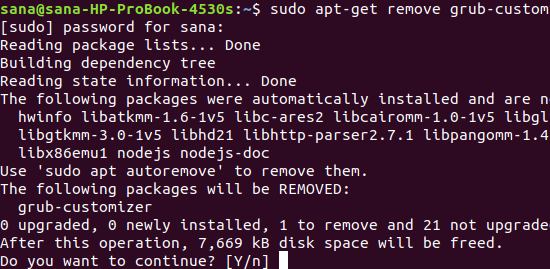 sana@sana-HP-ProBook-4530s:~$ sudo apt-get remove grub-custom
[sudo] password for sana:
Reading package lists... Done
Building dependency tree
Reading state information... Done
The following packages were automatically installed and are n
hwinfo libatkmm-1.6-1v5 libc-ares2 libcairomm-1.0-1v5 libgl
libgtkmm-3.0-1v5 libhd21 libhttp-parser2.7.1 libpangomm-1.4
libx86emu1 nodejs nodejs-doc
Use 'sudo apt autoremove' to remove them.
The following packages will be REMOVED:
grub-customizer
0 upgraded, 0 newly installed, 1 to remove and 21 not upgrade
After this operation, 7,669 kB disk space will be freed.
Do you want to continue? [Y/n]